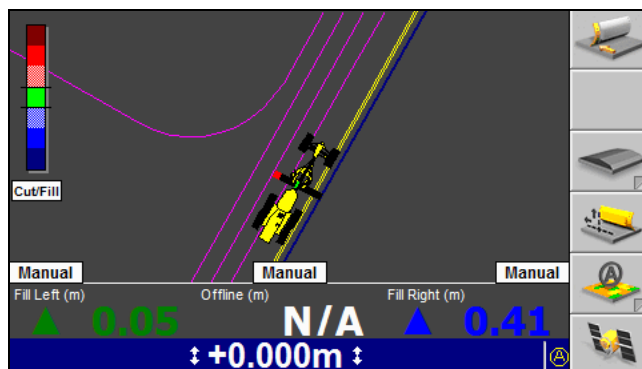 Cut/Fill
Manual Manual Manual
Fill Left (m) Offline (m) Fill Right (m)
0.05 N/A 0.41
+0.000m
A
A